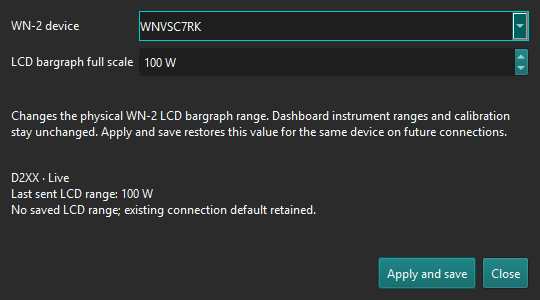 WN-2 device WNVSC7RK
LCD bargraph full scale 100 W
Changes the physical WN-2 LCD bargraph range. Dashboard instrument ranges and calibration
stay unchanged. Apply and save restores this value for the same device on future connections.
D2XX · Live
Last sent LCD range: 100 W
No saved LCD range; existing connection default retained.
Apply and save Close